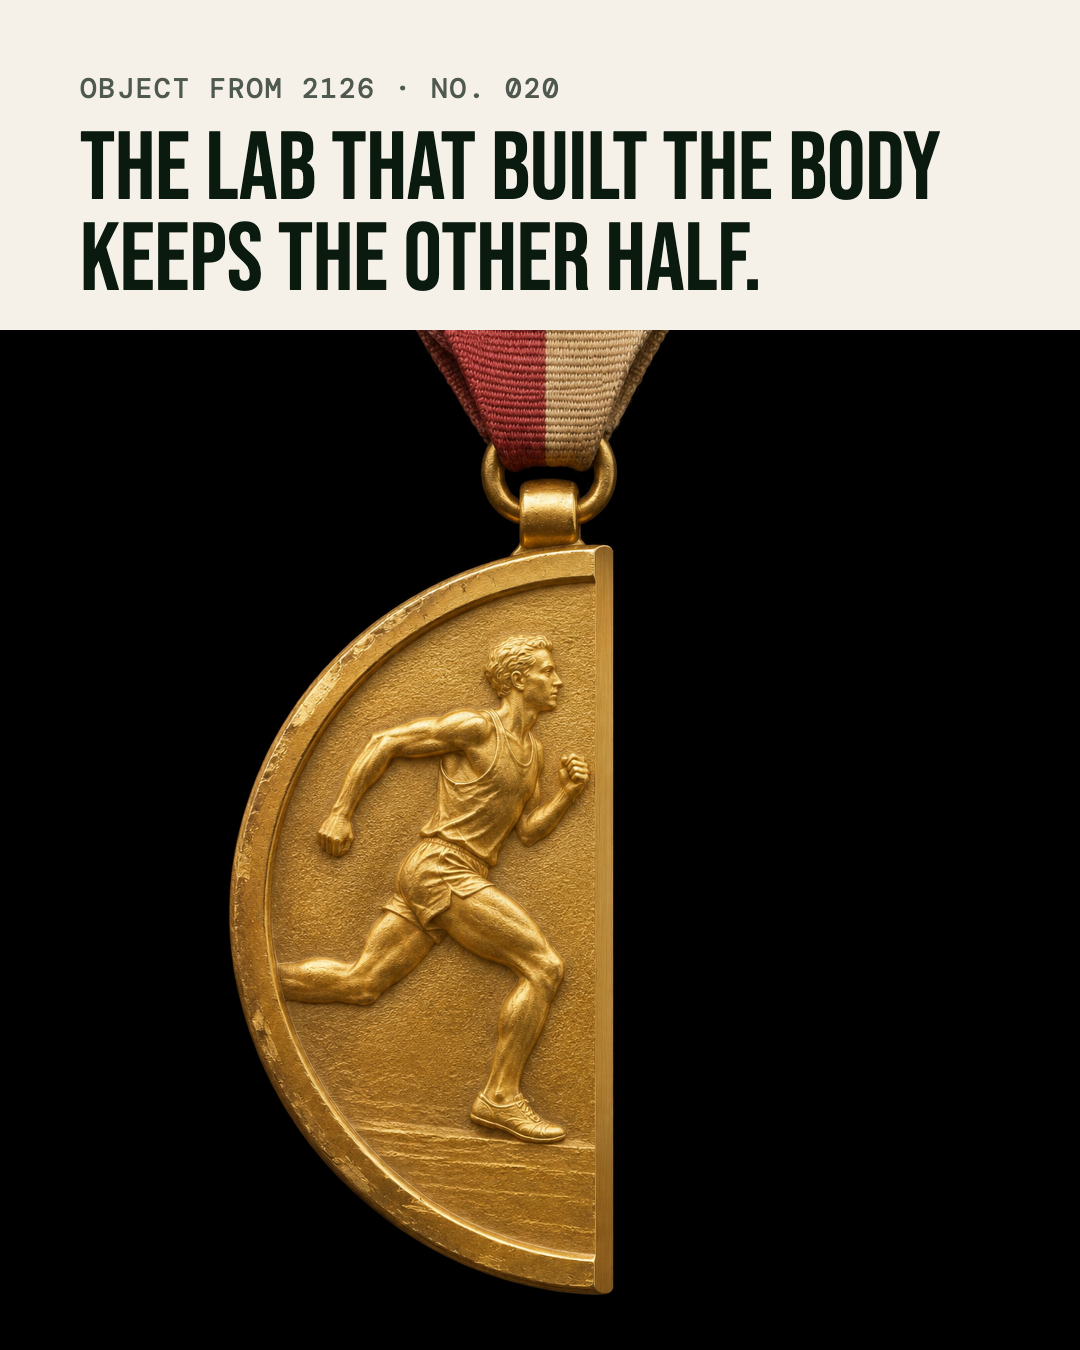 OBJECT FROM 2126 · NO. 020
THE LAB THAT BUILT THE BODY
KEEPS THE OTHER HALF.